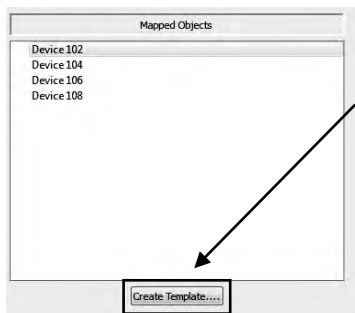 Mapped Objects
Device 102
Device 104
Device 106
Device 108
Create Template....